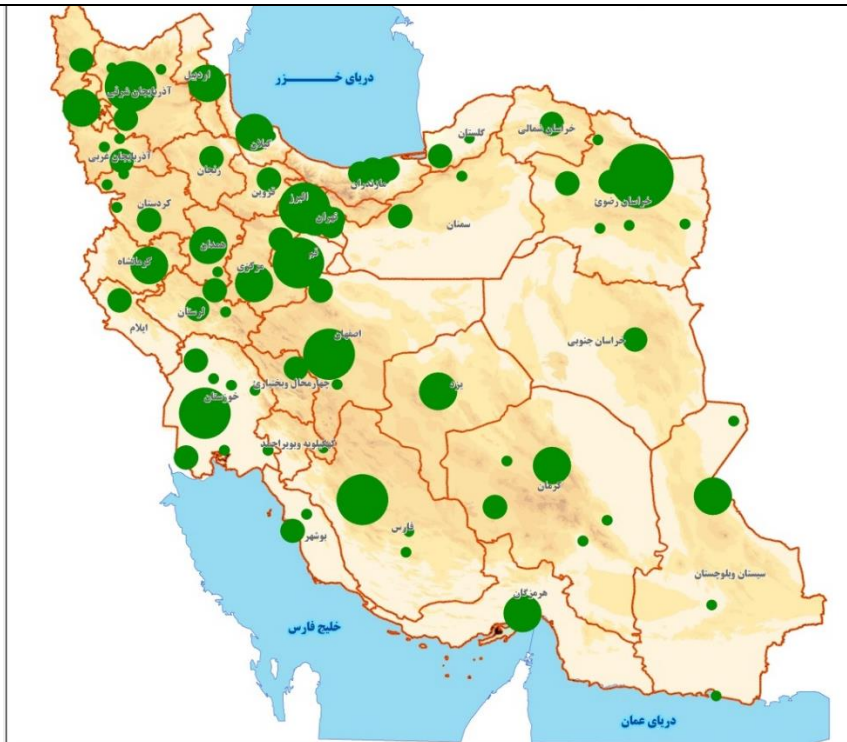 دریای خـــــزر
اردبیل
آذربایجان شرقی
گیلان
گلستان
خراسان شمالی
آذربایجان غربی
زنجان
قزوین
مازندران
البرز
تهران
خراسان رضوی
کردستان
سمنان
همدان
قم
کرمانشاه
مرکزی
لرستان
ایلام
اصفهان
خراسان جنوبی
چهارمحال وبختیاری
یزد
خوزستان
کهگیلویه وبویراحمد
کرمان
فارس
بوشهر
سیستان وبلوچستان
هرمزگان
خلیج فارس
دریای عمان